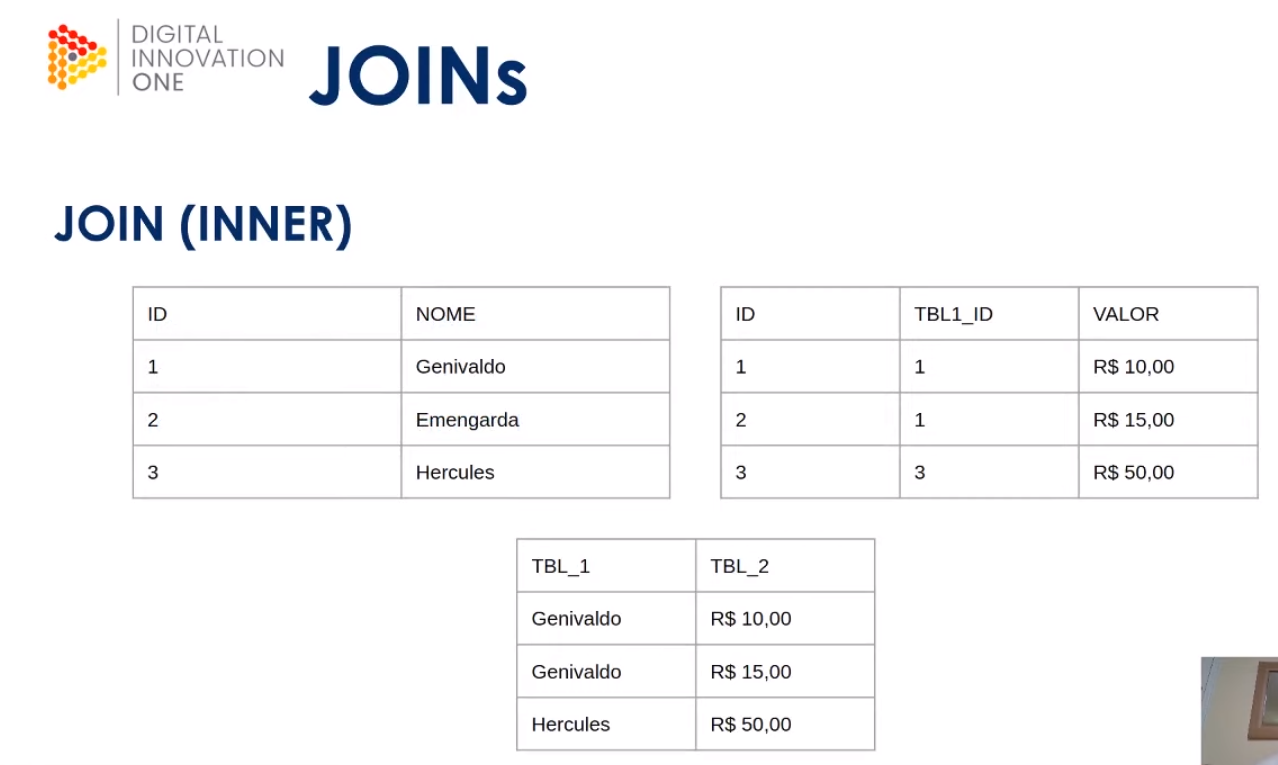 DIGITAL
INNOVATION
ONE
JOINs
JOIN (INNER)
ID NOME
1 Genivaldo
2 Emengarda
3 Hercules
ID TBL1_ID VALOR
1 1 R$ 10,00
2 1 R$ 15,00
3 3 R$ 50,00
TBL_1 TBL_2
Genivaldo R$ 10,00
Genivaldo R$ 15,00
Hercules R$ 50,00